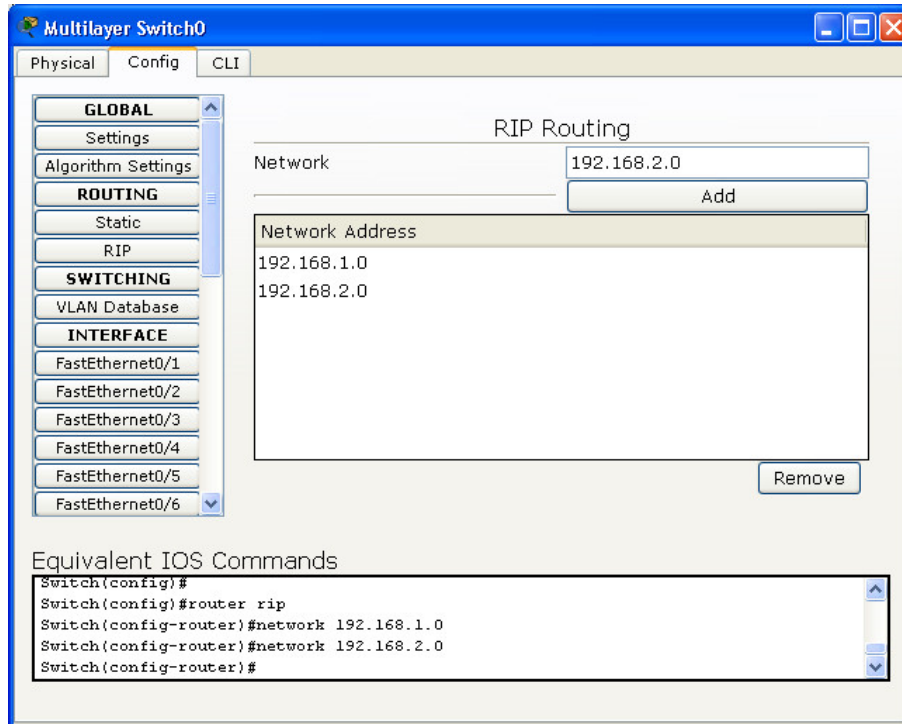 Multilayer Switch0
Physical
Config
CLI
GLOBAL
Settings
Algorithm Settings
ROUTING
Static
RIP
SWITCHING
VLAN Database
INTERFACE
FastEthernet0/1
FastEthernet0/2
FastEthernet0/3
FastEthernet0/4
FastEthernet0/5
FastEthernet0/6
RIP Routing
Network
192.168.2.0
Add
Network Address
192.168.1.0
192.168.2.0
Remove
Equivalent IOS Commands
Switch(config)#
Switch(config)#router rip
Switch(config-router)#network 192.168.1.0
Switch(config-router)#network 192.168.2.0
Switch(config-router)#